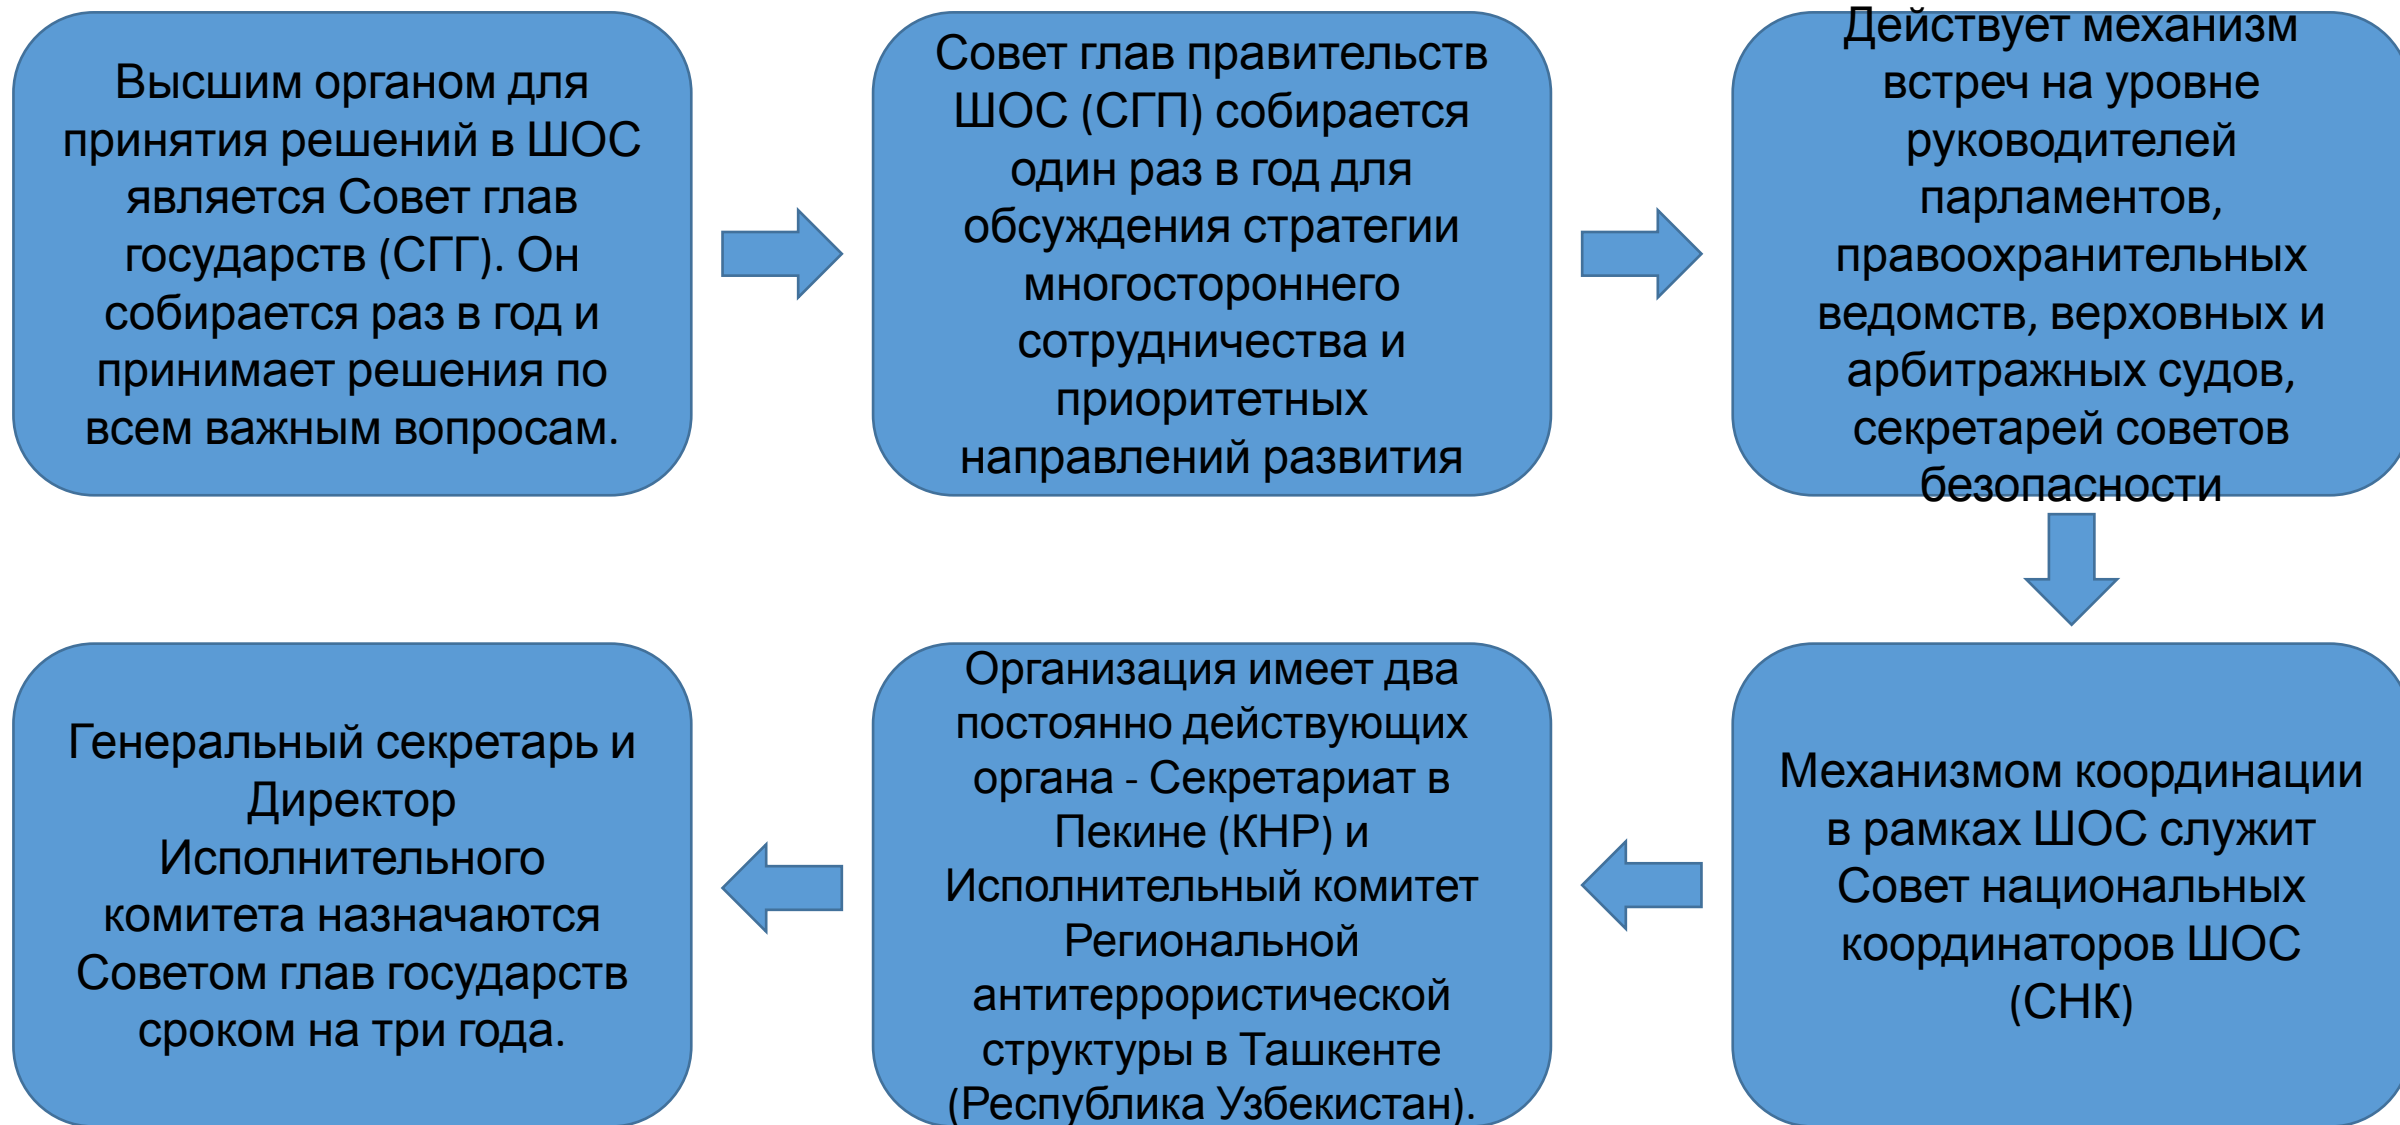 Высшим органом для
принятия решений в ШОС
является Совет глав
государств (СГГ). Он
собирается раз в год и
принимает решения по
всем важным вопросам.
Совет глав правительств
ШОС (СГП) собирается
один раз в год для
обсуждения стратегии
многостороннего
сотрудничества и
приоритетных
направлений развития
Действует механизм
встреч на уровне
руководителей
парламентов,
правоохранительных
ведомств, верховных и
арбитражных судов,
секретарей советов
безопасности
Механизмом координации
в рамках ШОС служит
Совет национальных
координаторов ШОС
(СНК)
Организация имеет два
постоянно действующих
органа - Секретариат в
Пекине (КНР) и
Исполнительный комитет
Региональной
антитеррористической
структуры в Ташкенте
(Республика Узбекистан).
Генеральный секретарь и
Директор
Исполнительного
комитета назначаются
Советом глав государств
сроком на три года.